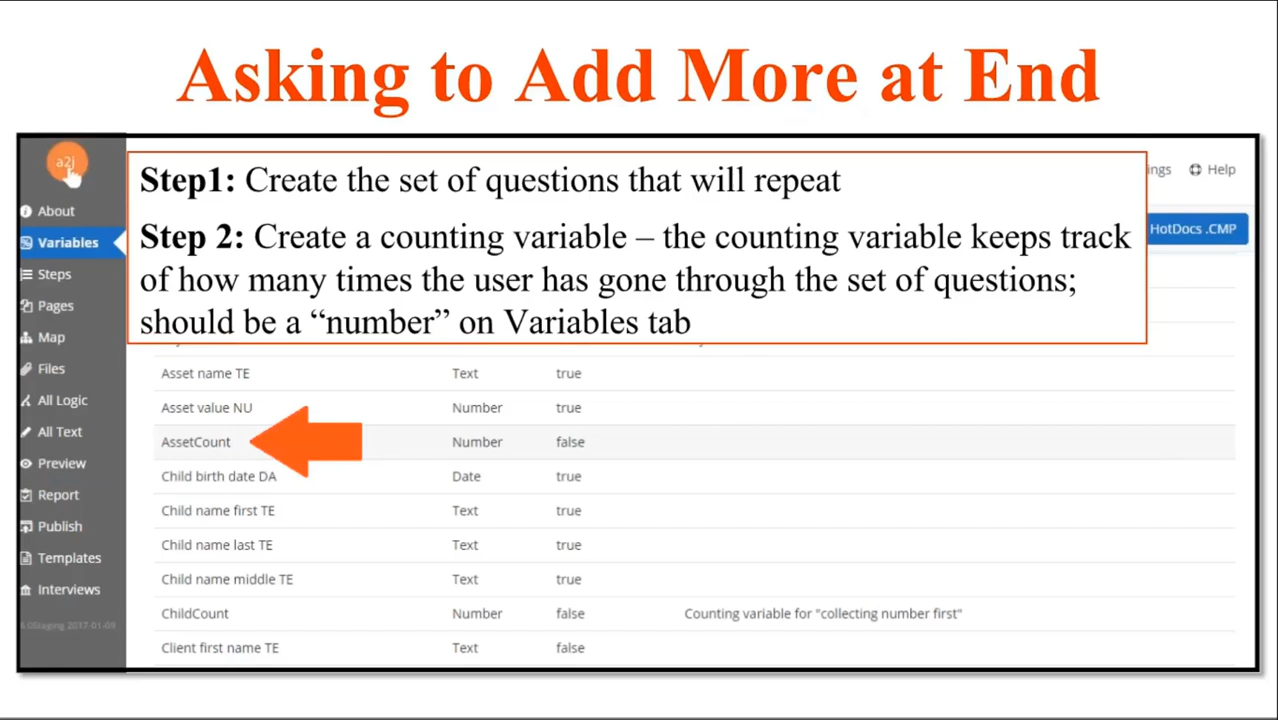 Asking to Add More at End
a2j
Step1: Create the set of questions that will repeat
Step 2: Create a counting variable – the counting variable keeps track
of how many times the user has gone through the set of questions;
should be a “number” on Variables tab
ings Help
HotDocs .CMP
About
Variables
Steps
Pages
Map
Files
All Logic
All Text
Preview
Report
Publish
Templates
Interviews
Asset name TE Text true
Asset value NU Number true
AssetCount Number false
Child birth date DA Date true
Child name first TE Text true
Child name last TE Text true
Child name middle TE Text true
ChildCount Number false Counting variable for "collecting number first"
Client first name TE Text false